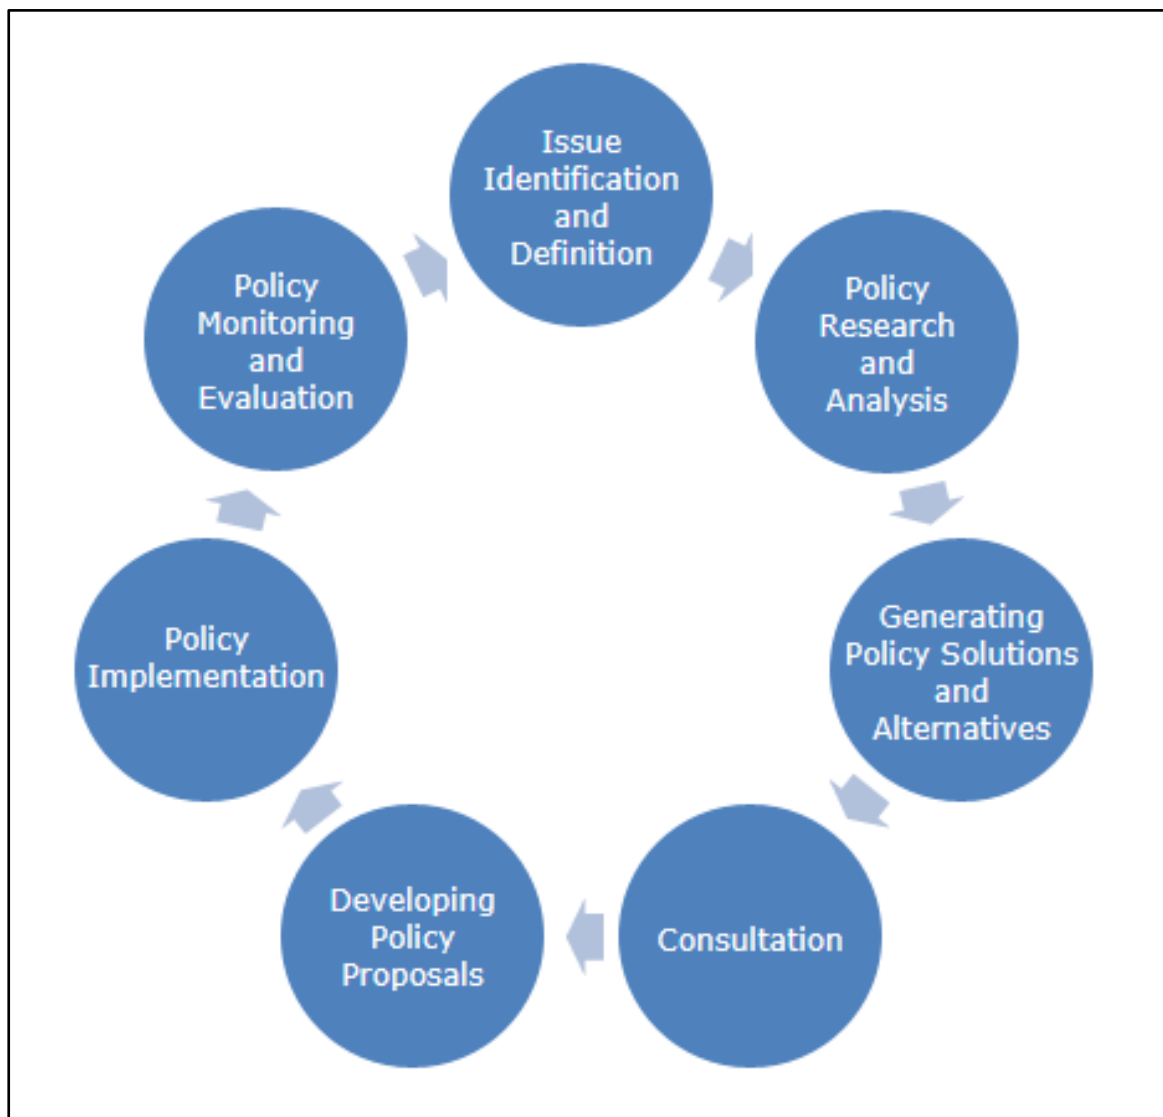 Issue
Identification
and
Definition
Policy
Research
and
Analysis
Generating
Policy Solutions
and
Alternatives
Consultation
Developing
Policy
Proposals
Policy
Implementation
Policy
Monitoring
and
Evaluation